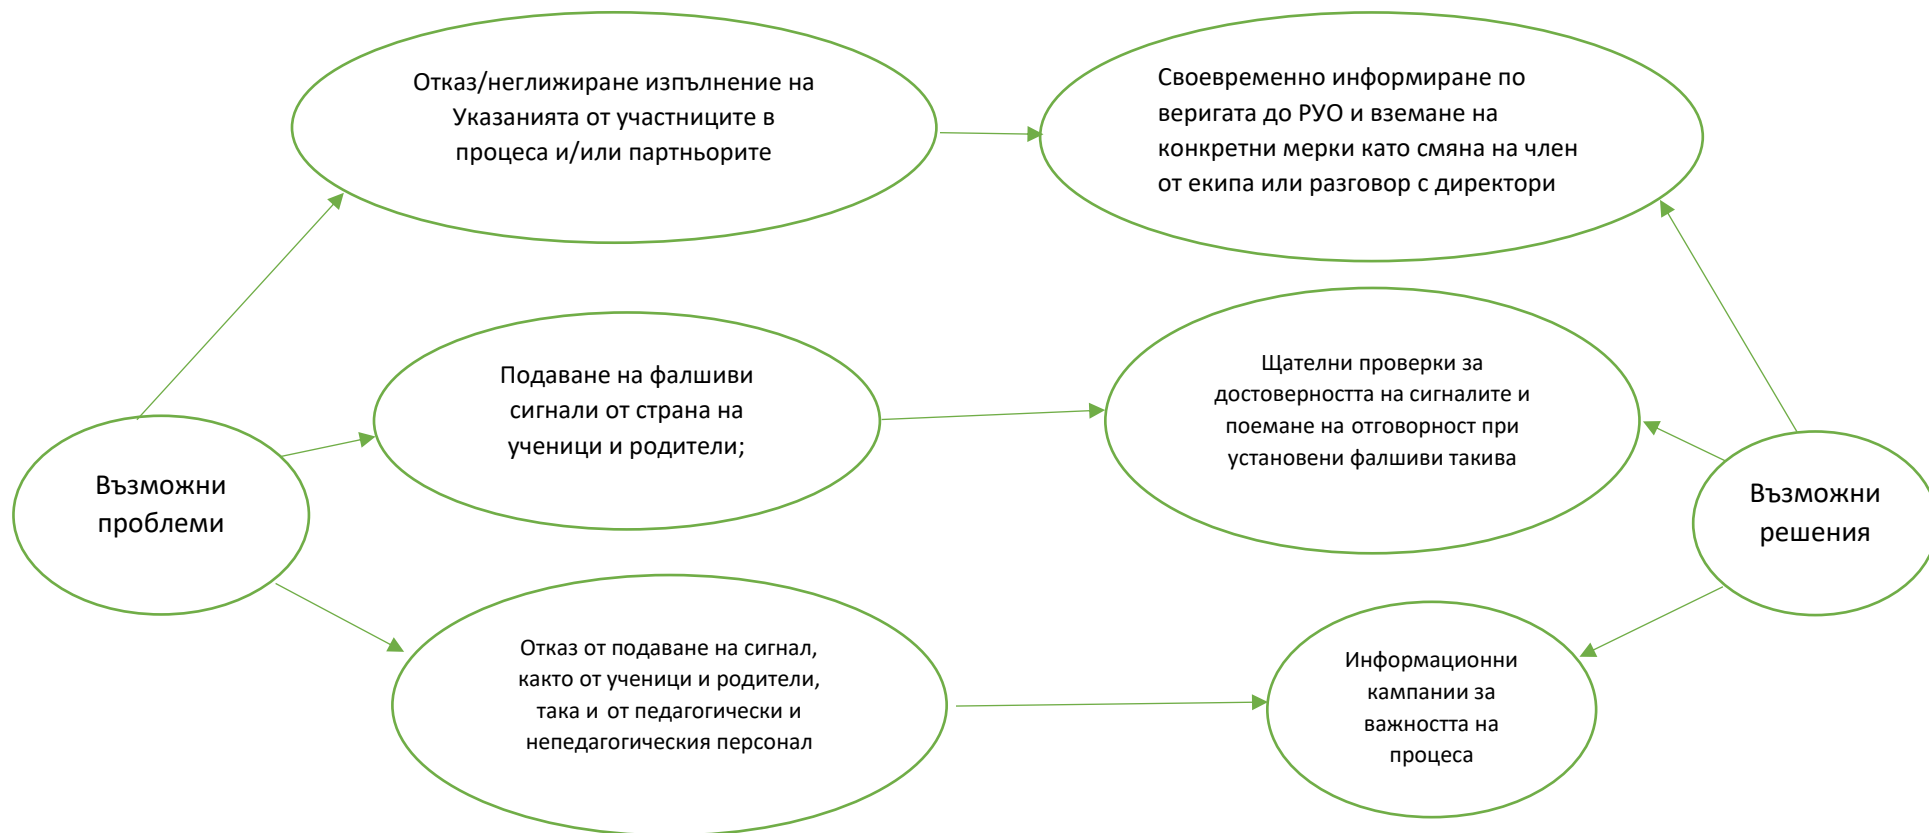 Отказ/неглижиране изпълнение на
Указанията от участниците в
процеса и/или партньорите
Своевременно информиране по
веригата до РУО и вземане на
конкретни мерки като смяна на член
от екипа или разговор с директори
Подаване на фалшиви
сигнали от страна на
ученици и родители;
Щателни проверки за
достоверността на сигналите и
поемане на отговорност при
установени фалшиви такива
Възможни
проблеми
Възможни
решения
Отказ от подаване на сигнал,
както от ученици и родители,
така и от педагогически и
непедагогическия персонал
Информационни
кампании за
важността на
процеса